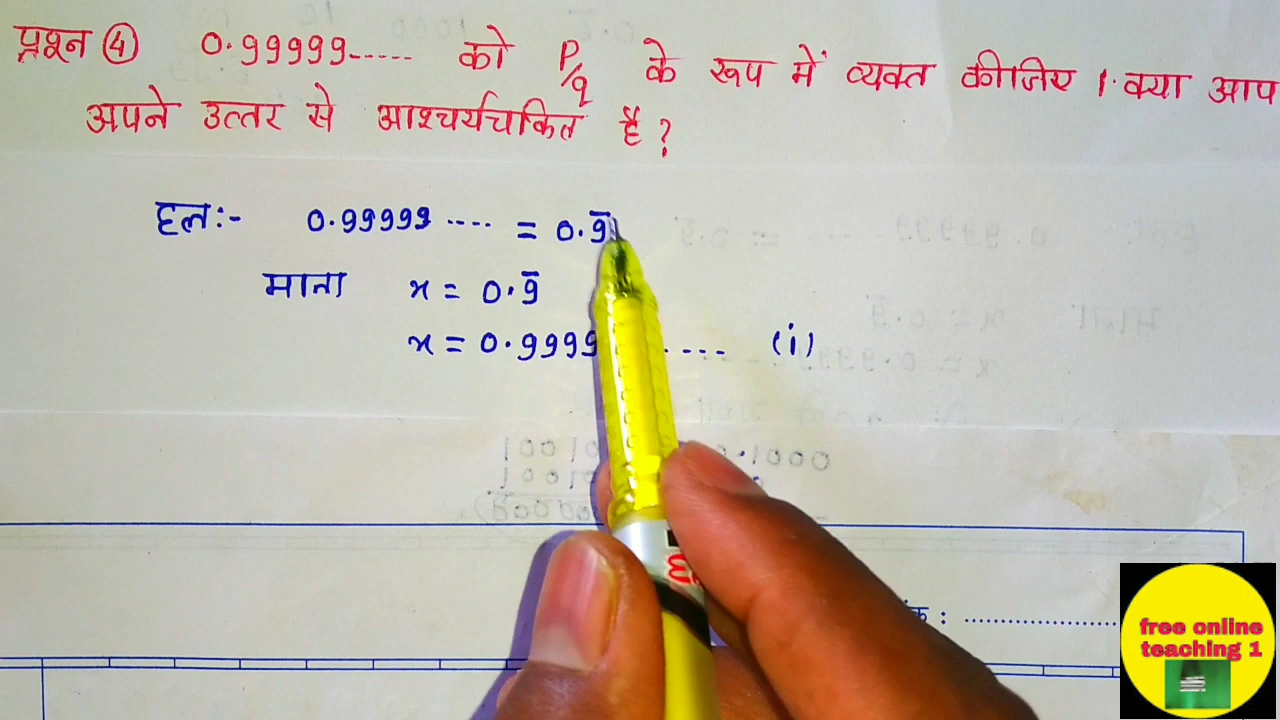 प्रश्न ④ 0.99999----- को P/q के रूप में व्यक्त कीजिए । क्या आप
अपने उत्तर से आश्चर्यचकित है ?
हल:- 0.99999 .... = 0.9̅
माना x = 0.9̅
x = 0.9999 .... (i)
free online
teaching 1